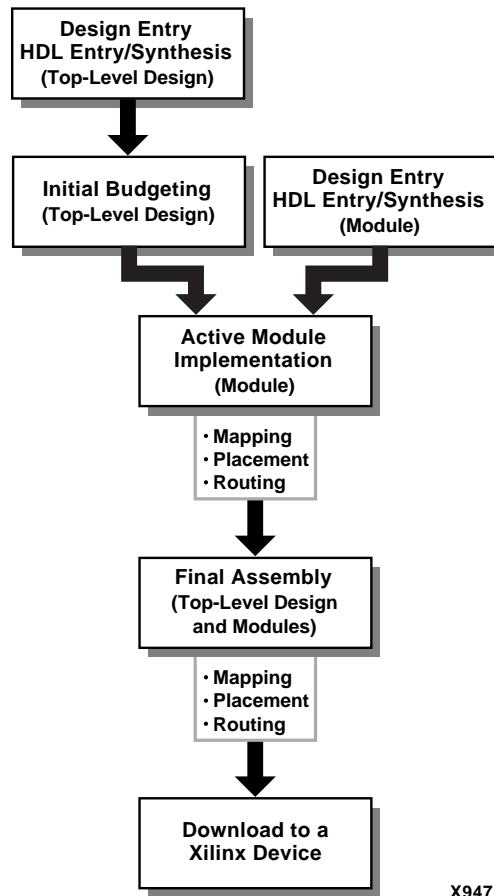 Design Entry
HDL Entry/Synthesis
(Top-Level Design)
Initial Budgeting
(Top-Level Design)
Design Entry
HDL Entry/Synthesis
(Module)
Active Module
Implementation
(Module)
· Mapping
· Placement
· Routing
Final Assembly
(Top-Level Design
and Modules)
· Mapping
· Placement
· Routing
Download to a
Xilinx Device
X947